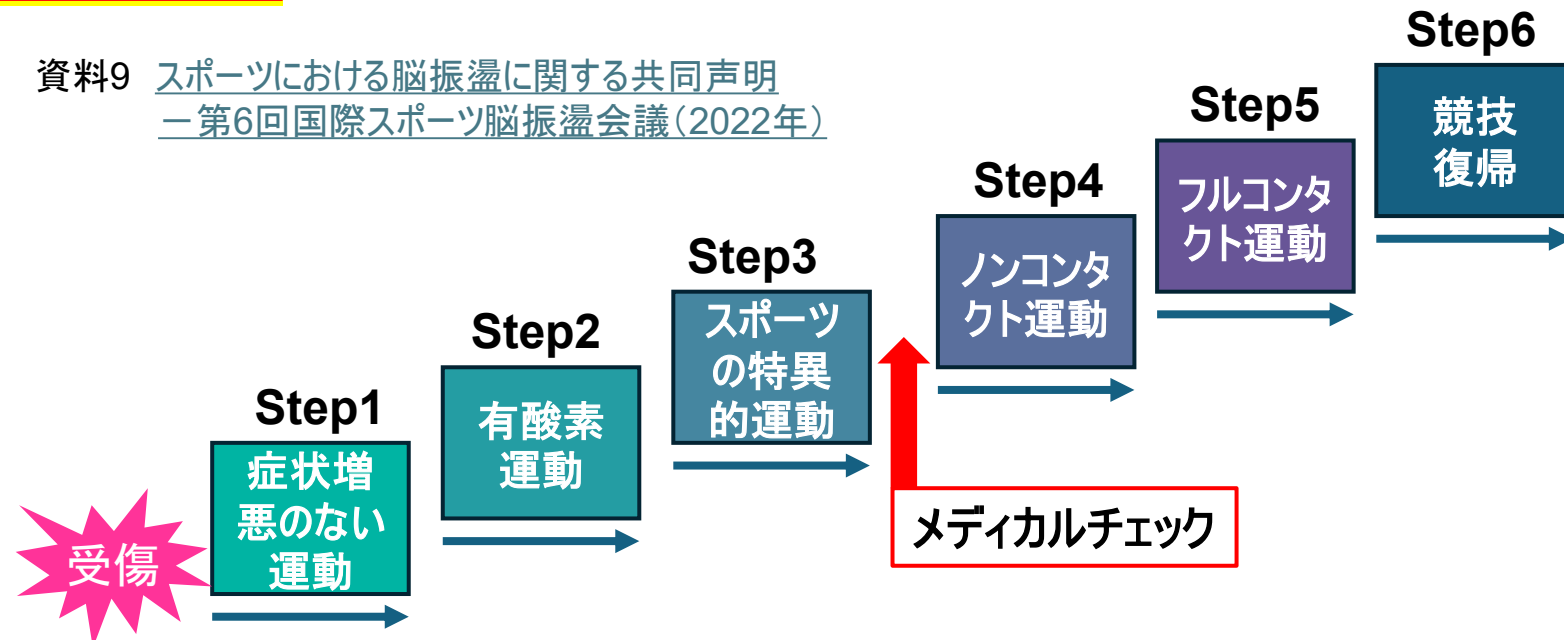 資料9 スポーツにおける脳振盪に関する共同声明
－第6回国際スポーツ脳振盪会議（2022年）
Step6
競技
復帰
Step5
フルコンタ
クト運動
Step4
ノンコンタ
クト運動
Step3
スポーツ
の特異
的運動
Step2
有酸素
運動
Step1
症状増
悪のない
運動
受傷
メディカルチェック